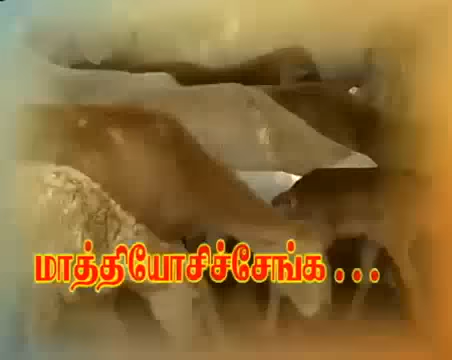 மாத்தியோசிச்சேங்க . . .